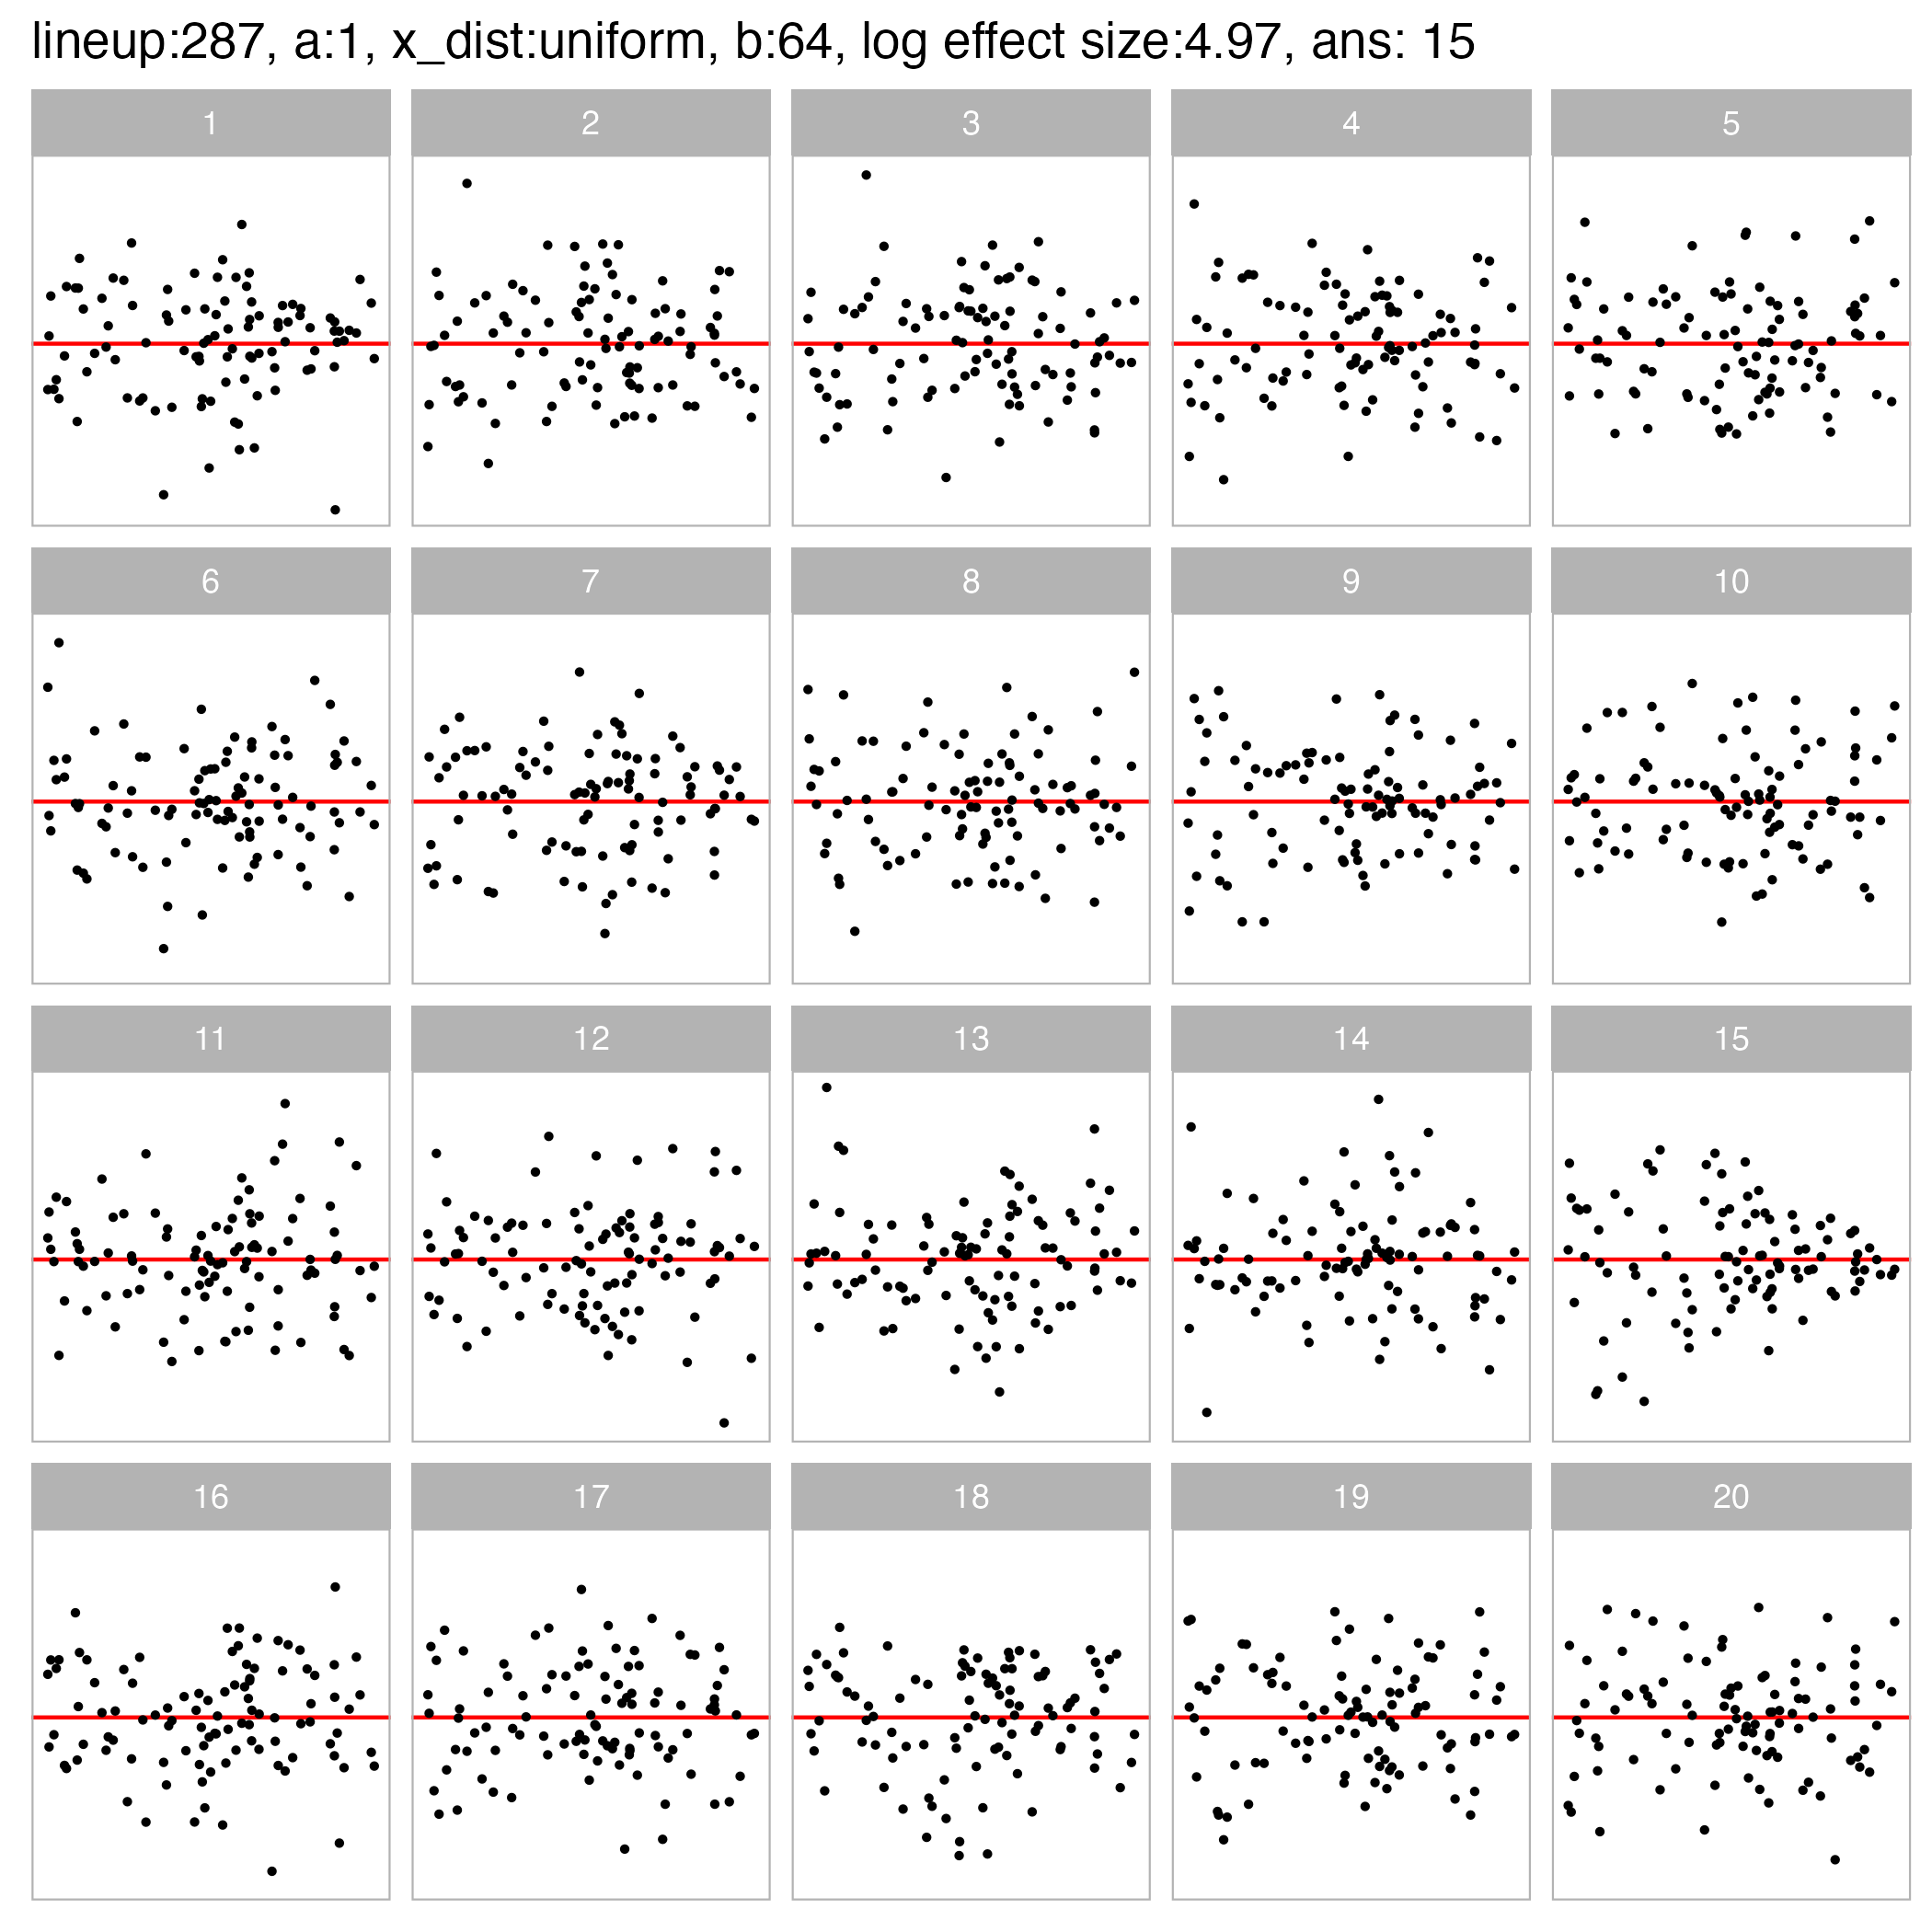 lineup:287, a:1, x_dist:uniform, b:64, log effect size:4.97, ans: 15
1 2 3 4 5
6 7 8 9 10
11 12 13 14 15
16 17 18 19 20